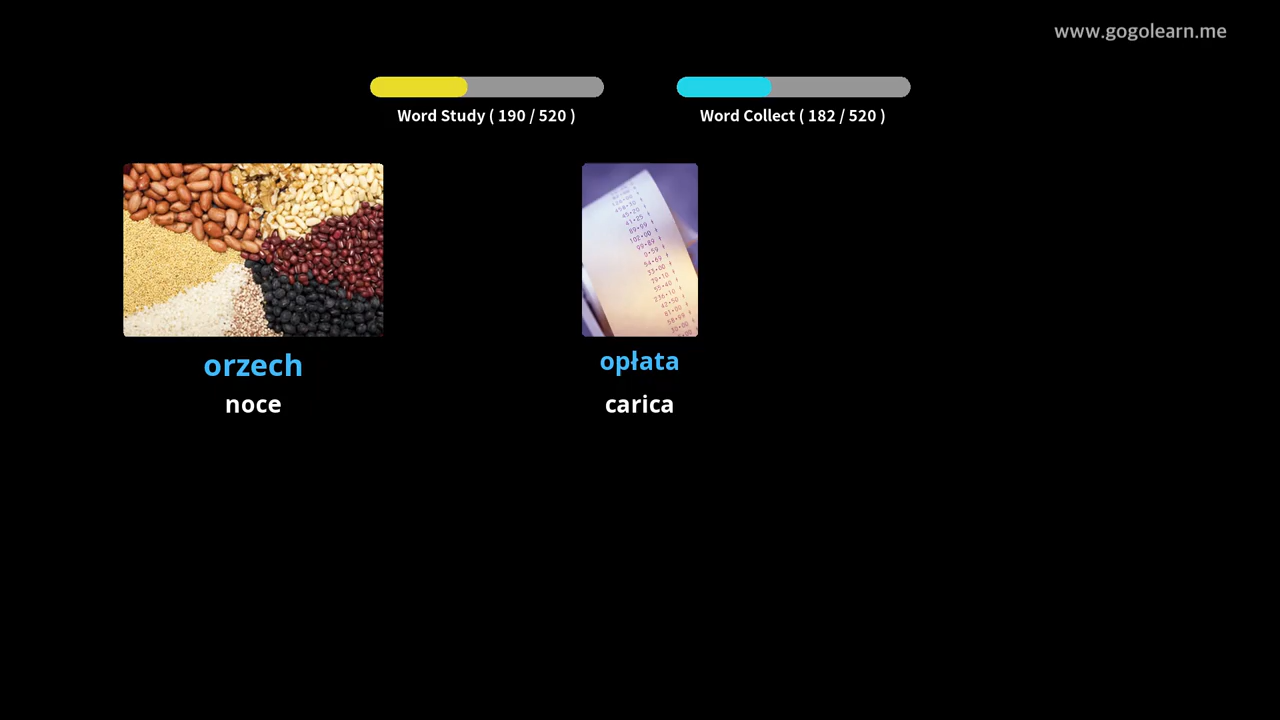 www.gogolearn.me
Word Study ( 190 / 520 )
Word Collect ( 182 / 520 )
orzech
noce
opłata
carica